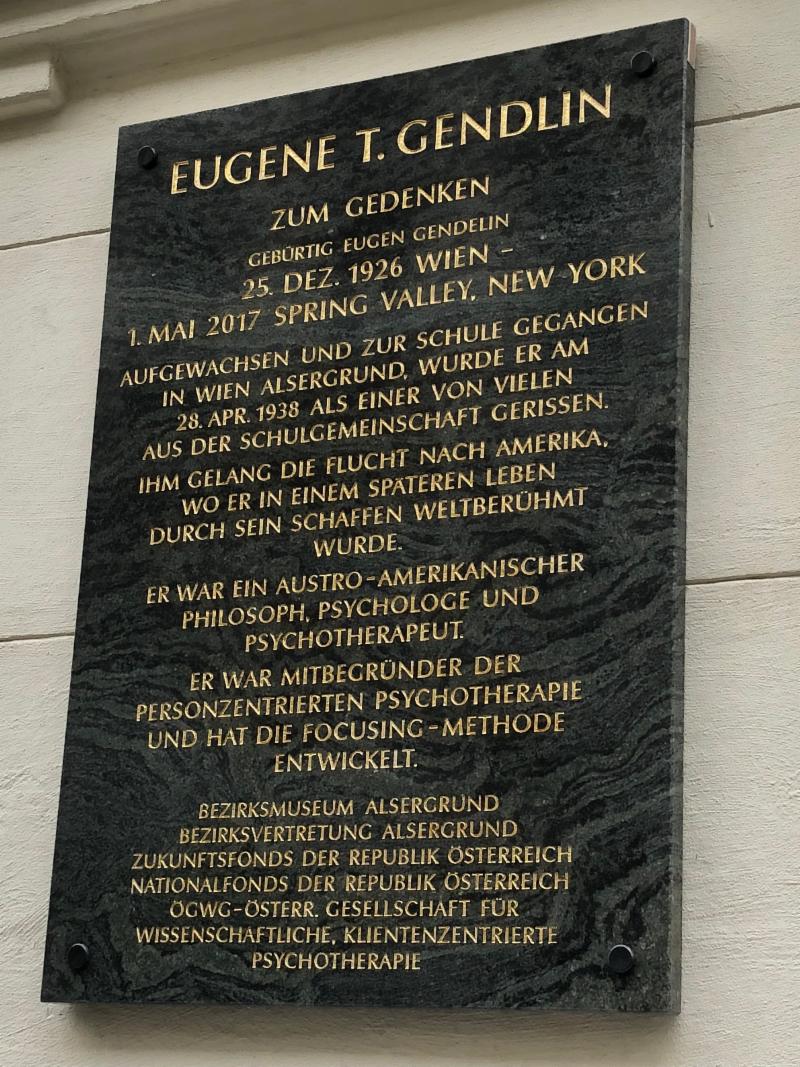 EUGENE T. GENDLIN
ZUM GEDENKEN
GEBÜRTIG EUGEN GENDELIN
25. DEZ. 1926 WIEN –
1. MAI 2017 SPRING VALLEY, NEW YORK
AUFGEWACHSEN UND ZUR SCHULE GEGANGEN
IN WIEN ALSERGRUND, WURDE ER AM
28. APR. 1938 ALS EINER VON VIELEN
AUS DER SCHULGEMEINSCHAFT GERISSEN.
IHM GELANG DIE FLUCHT NACH AMERIKA,
WO ER IN EINEM SPÄTEREN LEBEN
DURCH SEIN SCHAFFEN WELTBERÜHMT
WURDE.
ER WAR EIN AUSTRO-AMERIKANISCHER
PHILOSOPH, PSYCHOLOGE UND
PSYCHOTHERAPEUT.
ER WAR MITBEGRÜNDER DER
PERSONZENTRIERTEN PSYCHOTHERAPIE
UND HAT DIE FOCUSING-METHODE
ENTWICKELT.
BEZIRKSMUSEUM ALSERGRUND
BEZIRKSVERTRETUNG ALSERGRUND
ZUKUNFTSFONDS DER REPUBLIK ÖSTERREICH
NATIONALFONDS DER REPUBLIK ÖSTERREICH
ÖGWG-ÖSTERR. GESELLSCHAFT FÜR
WISSENSCHAFTLICHE, KLIENTENZENTRIERTE
PSYCHOTHERAPIE